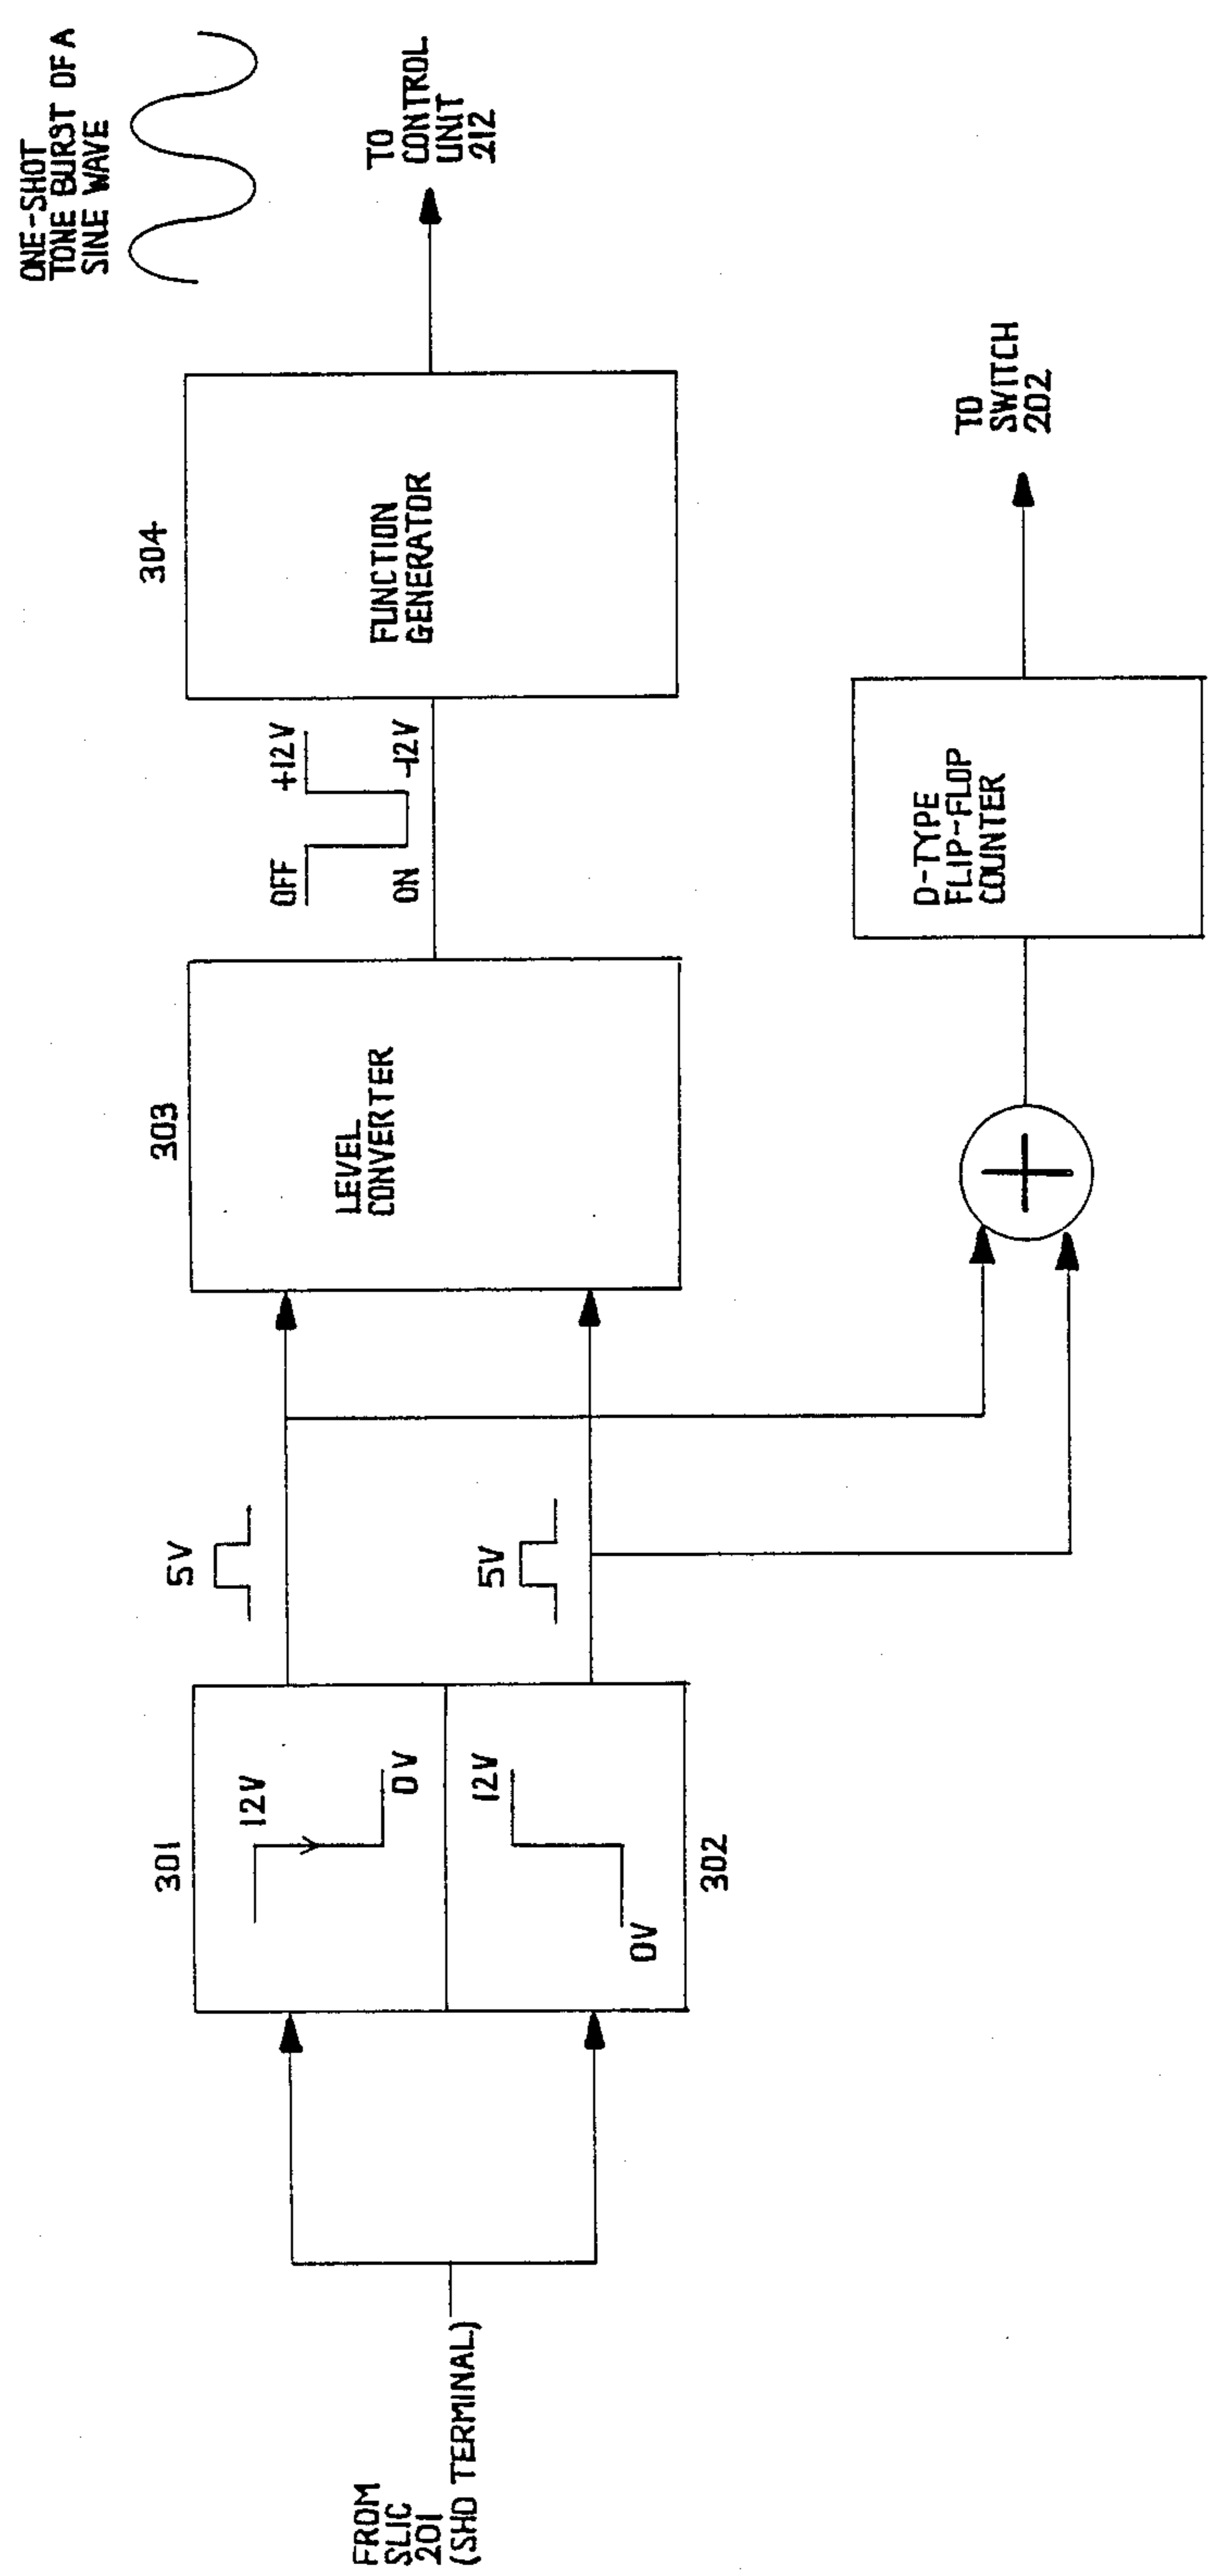 FROM
SLIC
201
(SHD TERMINAL)
301
12V
0V
12V
0V
302
5V
5V
303
LEVEL
CONVERTER
OFF
+12V
ON
-12V
304
FUNCTION
GENERATOR
ONE-SHOT
TONE BURST OF A
SINE WAVE
TO
CONTROL
UNIT
212
D-TYPE
FLIP-FLOP
COUNTER
TO
SWITCH
202